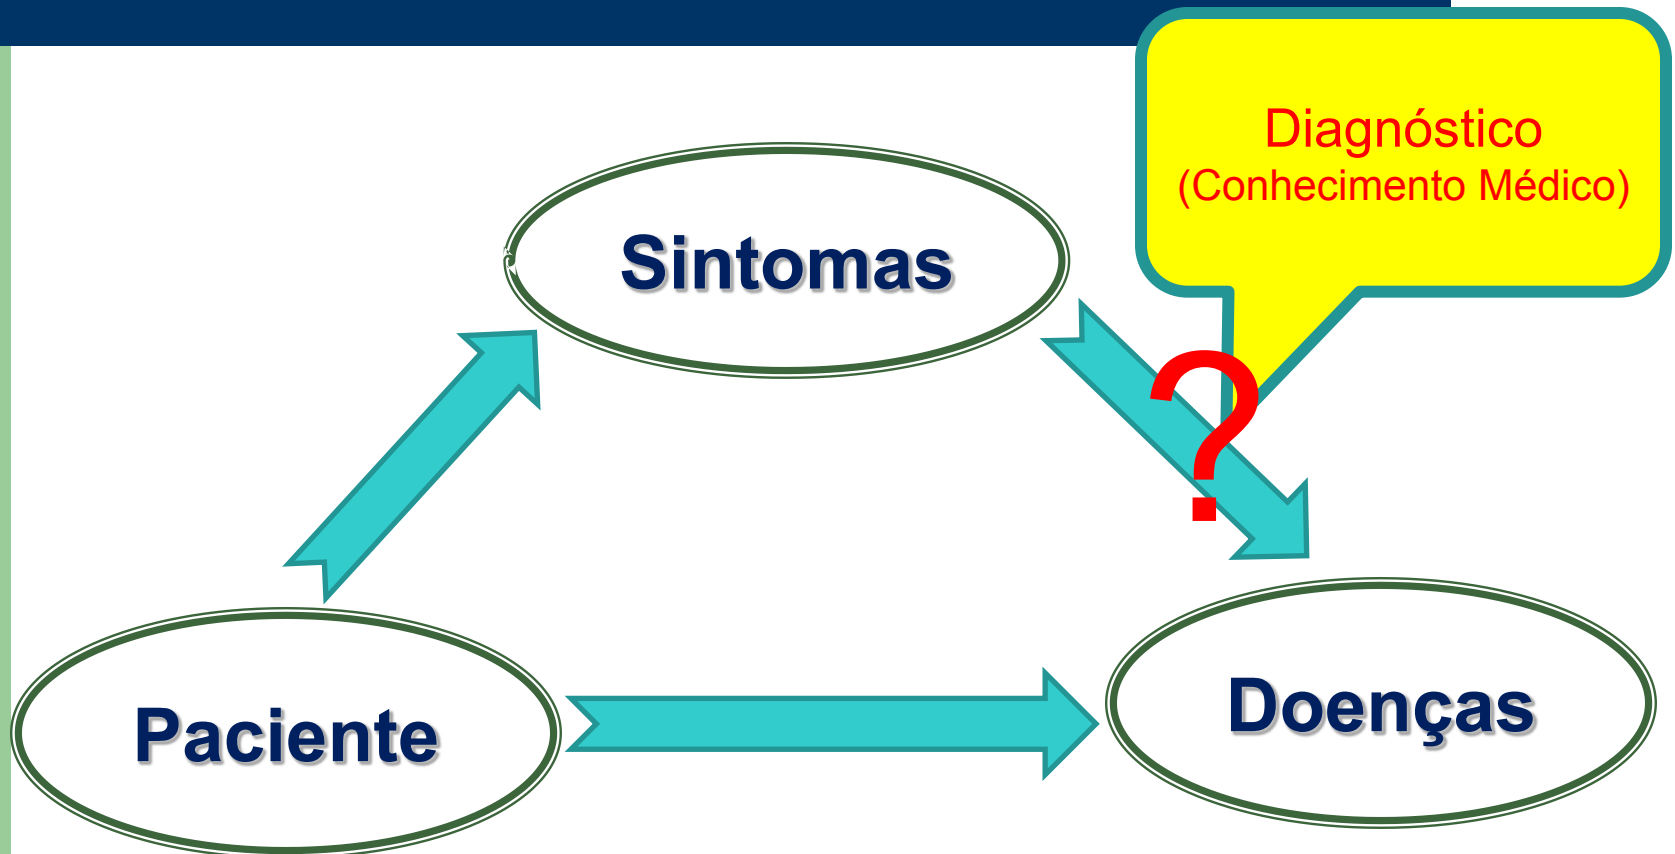 Diagnóstico
(Conhecimento Médico)
Sintomas
?
Paciente
Doenças